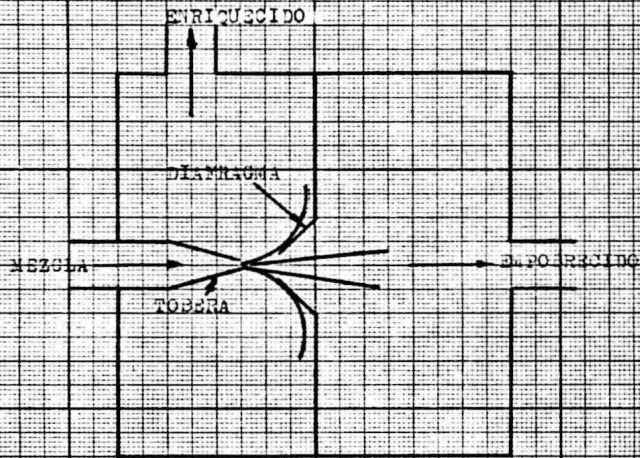 ENRIQUECIDO
DIAFRAGMA
MEZCLA
EMPOBRECIDO
TOBERA